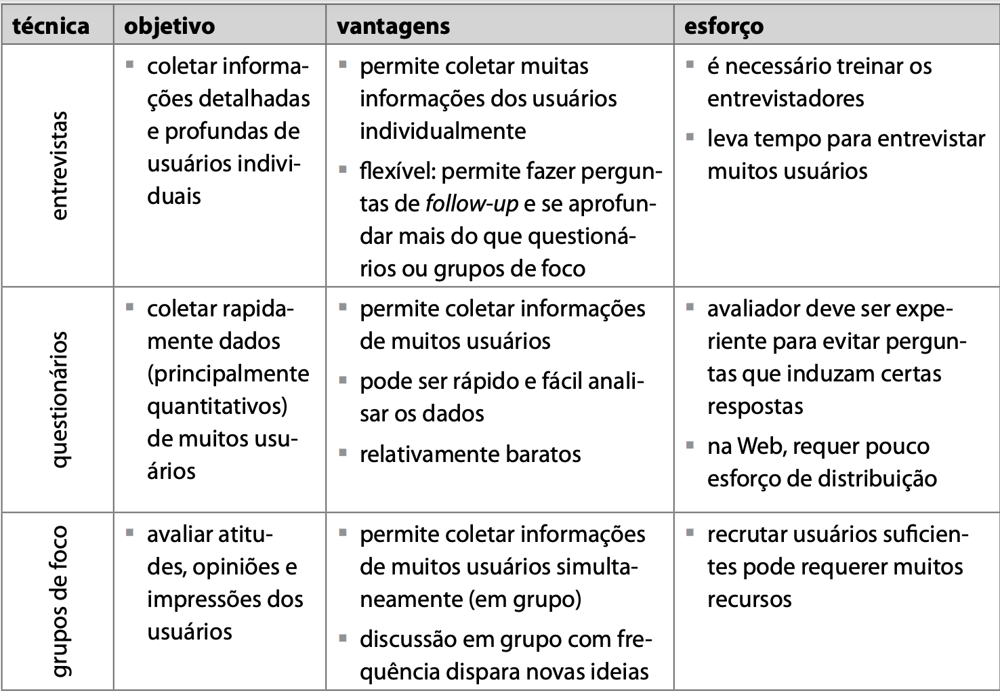 técnica
objetivo
vantagens
esforço
entrevistas
coletar informa-
ções detalhadas
e profundas de
usuários indivi-
duais
permite coletar muitas
informações dos usuários
individualmente
flexível: permite fazer pergun-
tas de follow-up e se aprofun-
dar mais do que questioná-
rios ou grupos de foco
é necessário treinar os
entrevistadores
leva tempo para entrevistar
muitos usuários
questionários
coletar rapida-
mente dados
(principalmente
quantitativos)
de muitos usu-
ários
permite coletar informações
de muitos usuários
pode ser rápido e fácil anali-
sar os dados
relativamente baratos
avaliador deve ser expe-
riente para evitar pergun-
tas que induzam certas
respostas
na Web, requer pouco
esforço de distribuição
grupos de foco
avaliar atitu-
des, opiniões e
impressões dos
usuários
permite coletar informações
de muitos usuários simulta-
neamente (em grupo)
discussão em grupo com fre-
quência dispara novas ideias
recrutar usuários suficien-
tes pode requerer muitos
recursos